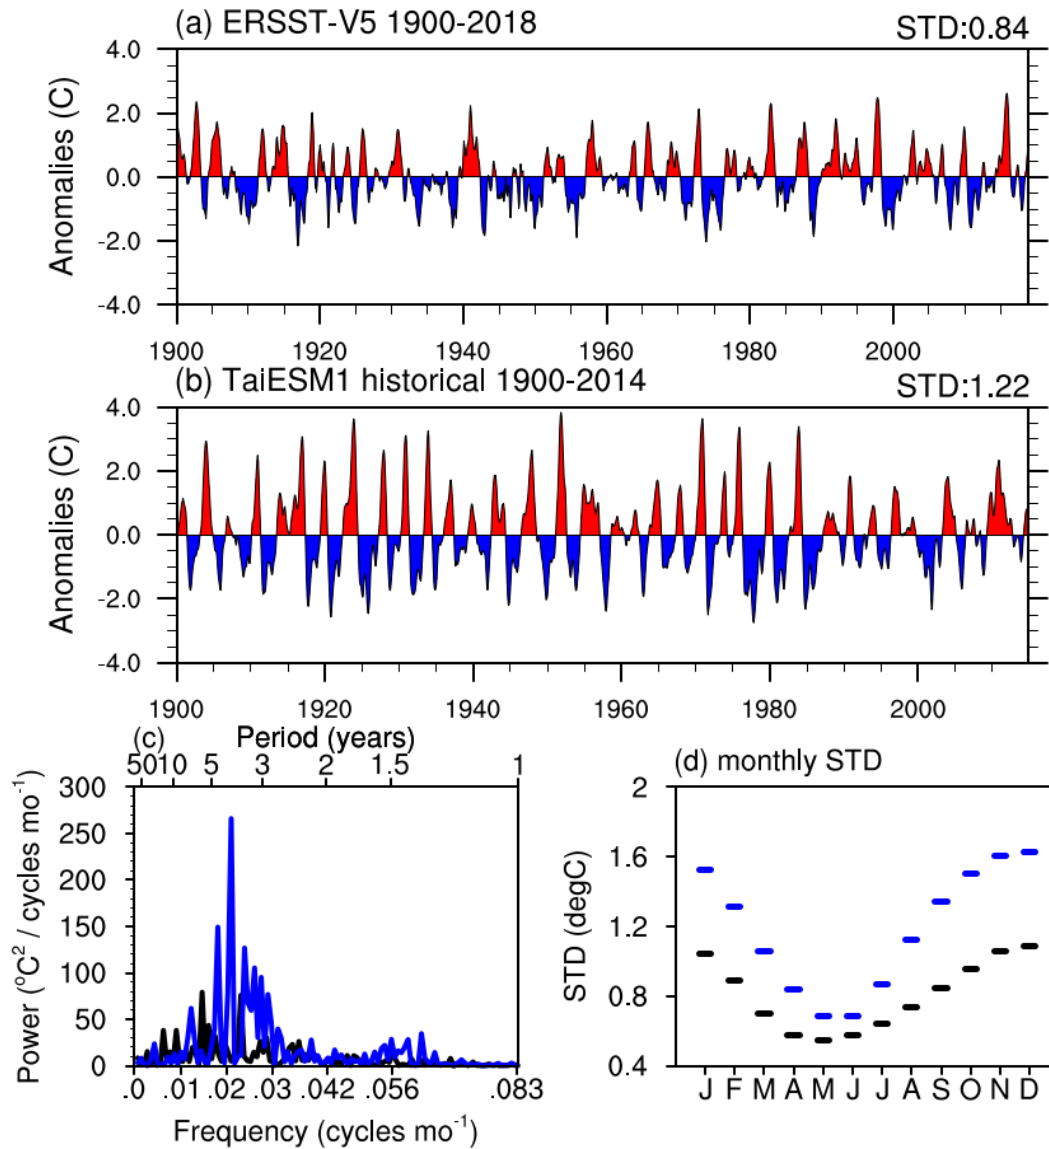 (a) ERSST-V5 1900-2018 STD:0.84
4.0
2.0
0.0
-2.0
-4.0
Anomalies (C)
1900 1920 1940 1960 1980 2000
(b) TaiESM1 historical 1900-2014 STD:1.22
4.0
2.0
0.0
-2.0
-4.0
Anomalies (C)
1900 1920 1940 1960 1980 2000
(c) Period (years)
50 10 5 3 2 1.5 1
300
250
200
150
100
50
0
Power (°C² / cycles mo⁻¹)
.0 .01 .02 .03 .042 .056 .083
Frequency (cycles mo⁻¹)
(d) monthly STD
2
1.6
1.2
0.8
0.4
STD (degC)
J F M A M J J A S O N D